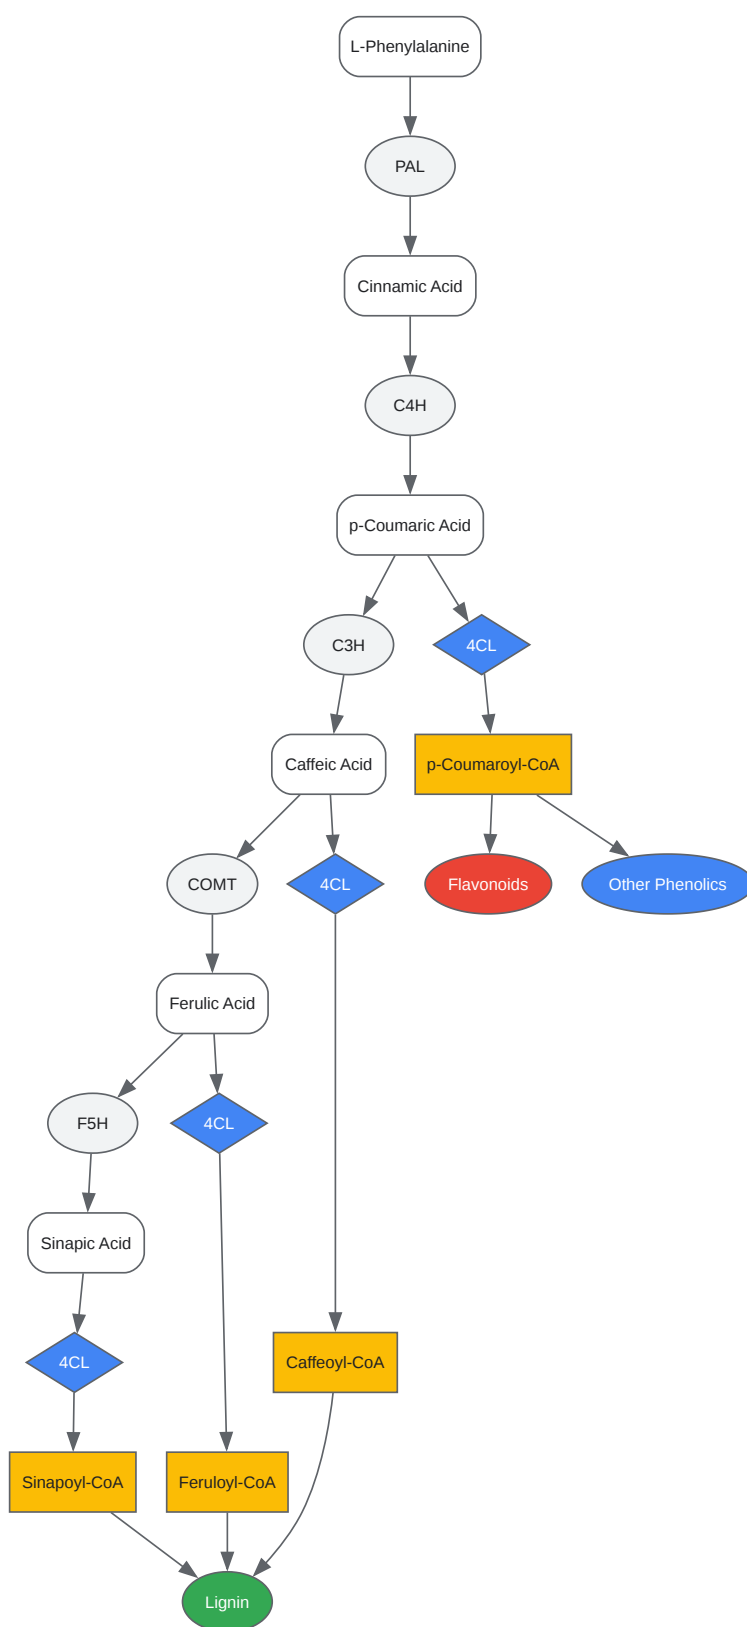 L-Phenylalanine
PAL
Cinnamic Acid
C4H
p-Coumaric Acid
C3H
4CL
Caffeic Acid
p-Coumaroyl-CoA
COMT
4CL
Flavonoids
Other Phenolics
Ferulic Acid
F5H
4CL
Sinapic Acid
4CL
Caffeoyl-CoA
Sinapoyl-CoA
Feruloyl-CoA
Lignin